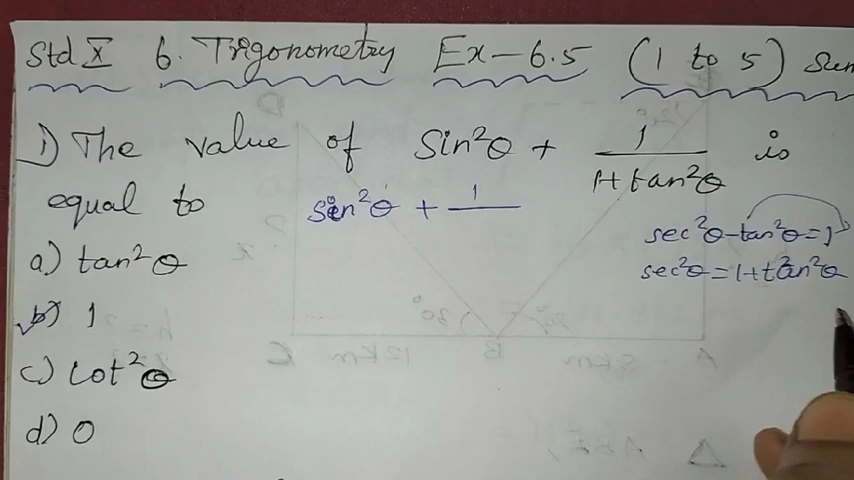 Std X 6. Trigonometry Ex-6.5 (1 to 5) Sum
1) The value of Sin²θ + 1/(1+tan²θ) is
equal to sin²θ + 1/
sec²θ-tan²θ=1
sec²θ=1+tan²θ
a) tan²θ
b) 1
c) Cot²θ
d) 0